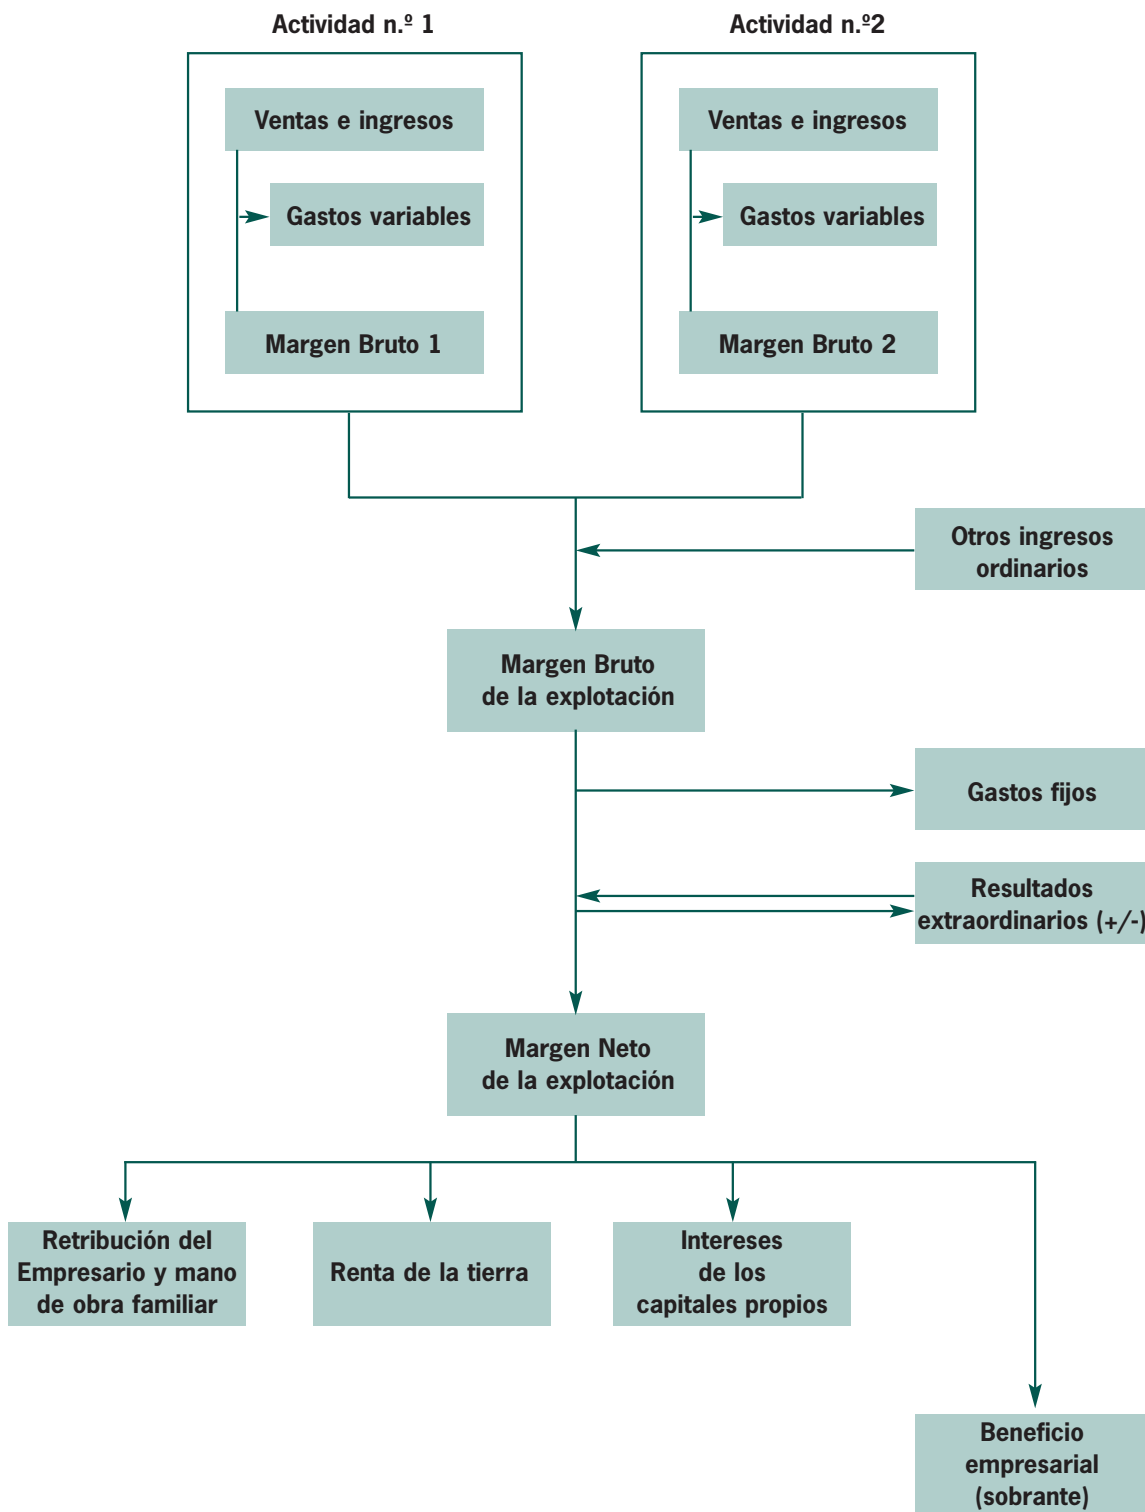 Actividad n.º 1
Actividad n.º2
Ventas e ingresos
Ventas e ingresos
Gastos variables
Gastos variables
Margen Bruto 1
Margen Bruto 2
Otros ingresos
ordinarios
Margen Bruto
de la explotación
Gastos fijos
Resultados
extraordinarios (+/-)
Margen Neto
de la explotación
Retribución del
Empresario y mano
de obra familiar
Renta de la tierra
Intereses
de los
capitales propios
Beneficio
empresarial
(sobrante)